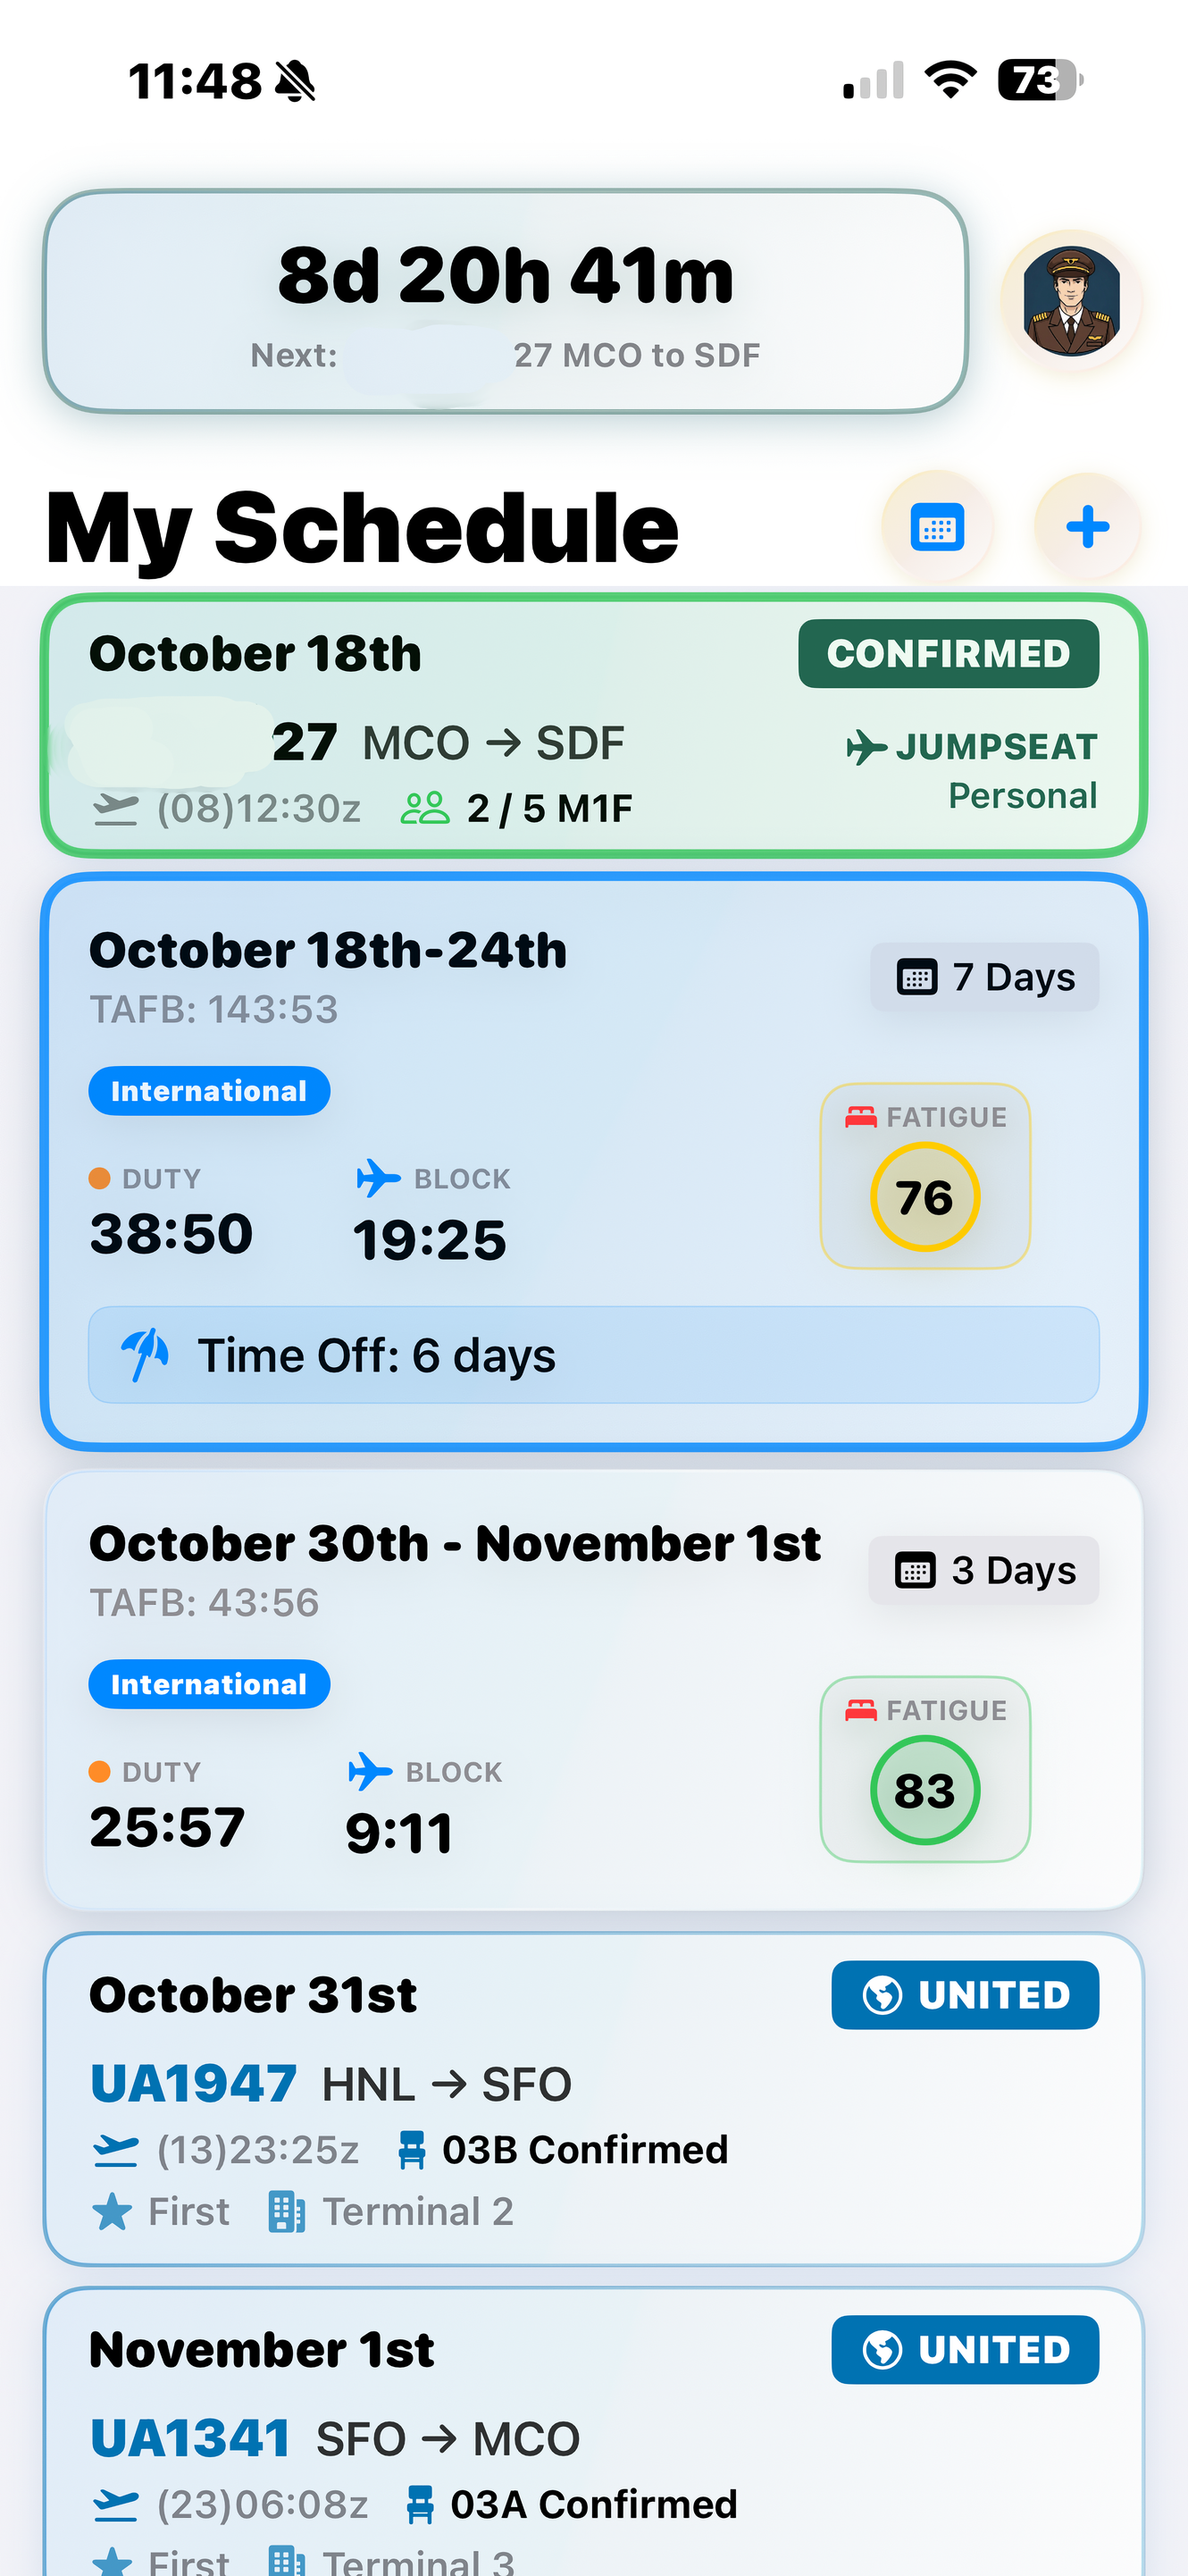 11:48
73
8d 20h 41m
Next: 27 MCO to SDF
My Schedule
October 18th
CONFIRMED
27 MCO → SDF
JUMPSEAT
Personal
(08)12:30z 2 / 5 M1F
October 18th-24th
7 Days
TAFB: 143:53
International
FATIGUE
76
DUTY
38:50
BLOCK
19:25
Time Off: 6 days
October 30th - November 1st
3 Days
TAFB: 43:56
International
FATIGUE
83
DUTY
25:57
BLOCK
9:11
October 31st
UNITED
UA1947 HNL → SFO
(13)23:25z 03B Confirmed
First Terminal 2
November 1st
UNITED
UA1341 SFO → MCO
(23)06:08z 03A Confirmed
First Terminal 3